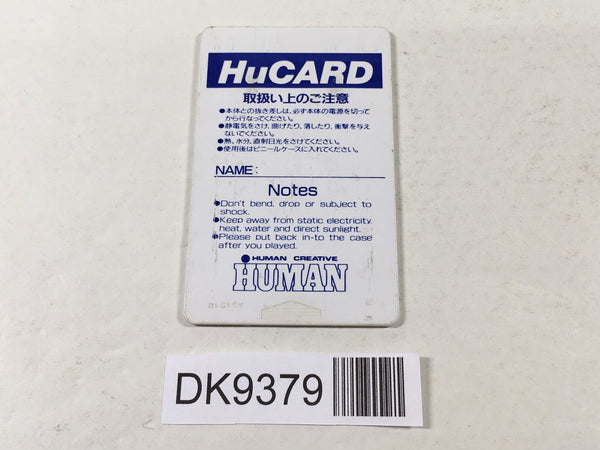 HuCARD
取扱い上のご注意
●本体との抜き差しは、必ず本体の電源を切って
から行なってください。
●静電気をさけ、曲げたり、落したり、衝撃を与え
ないでください。
●熱、水分、直射日光をさけてください。
●使用後はビニールケースに入れてください。
NAME:
Notes
●Don't bend, drop or subject to
shock.
●Keep away from static electricity,
heat, water and direct sunlight.
●Please put back in-to the case
after you played.
HUMAN CREATIVE
HUMAN
DK9379